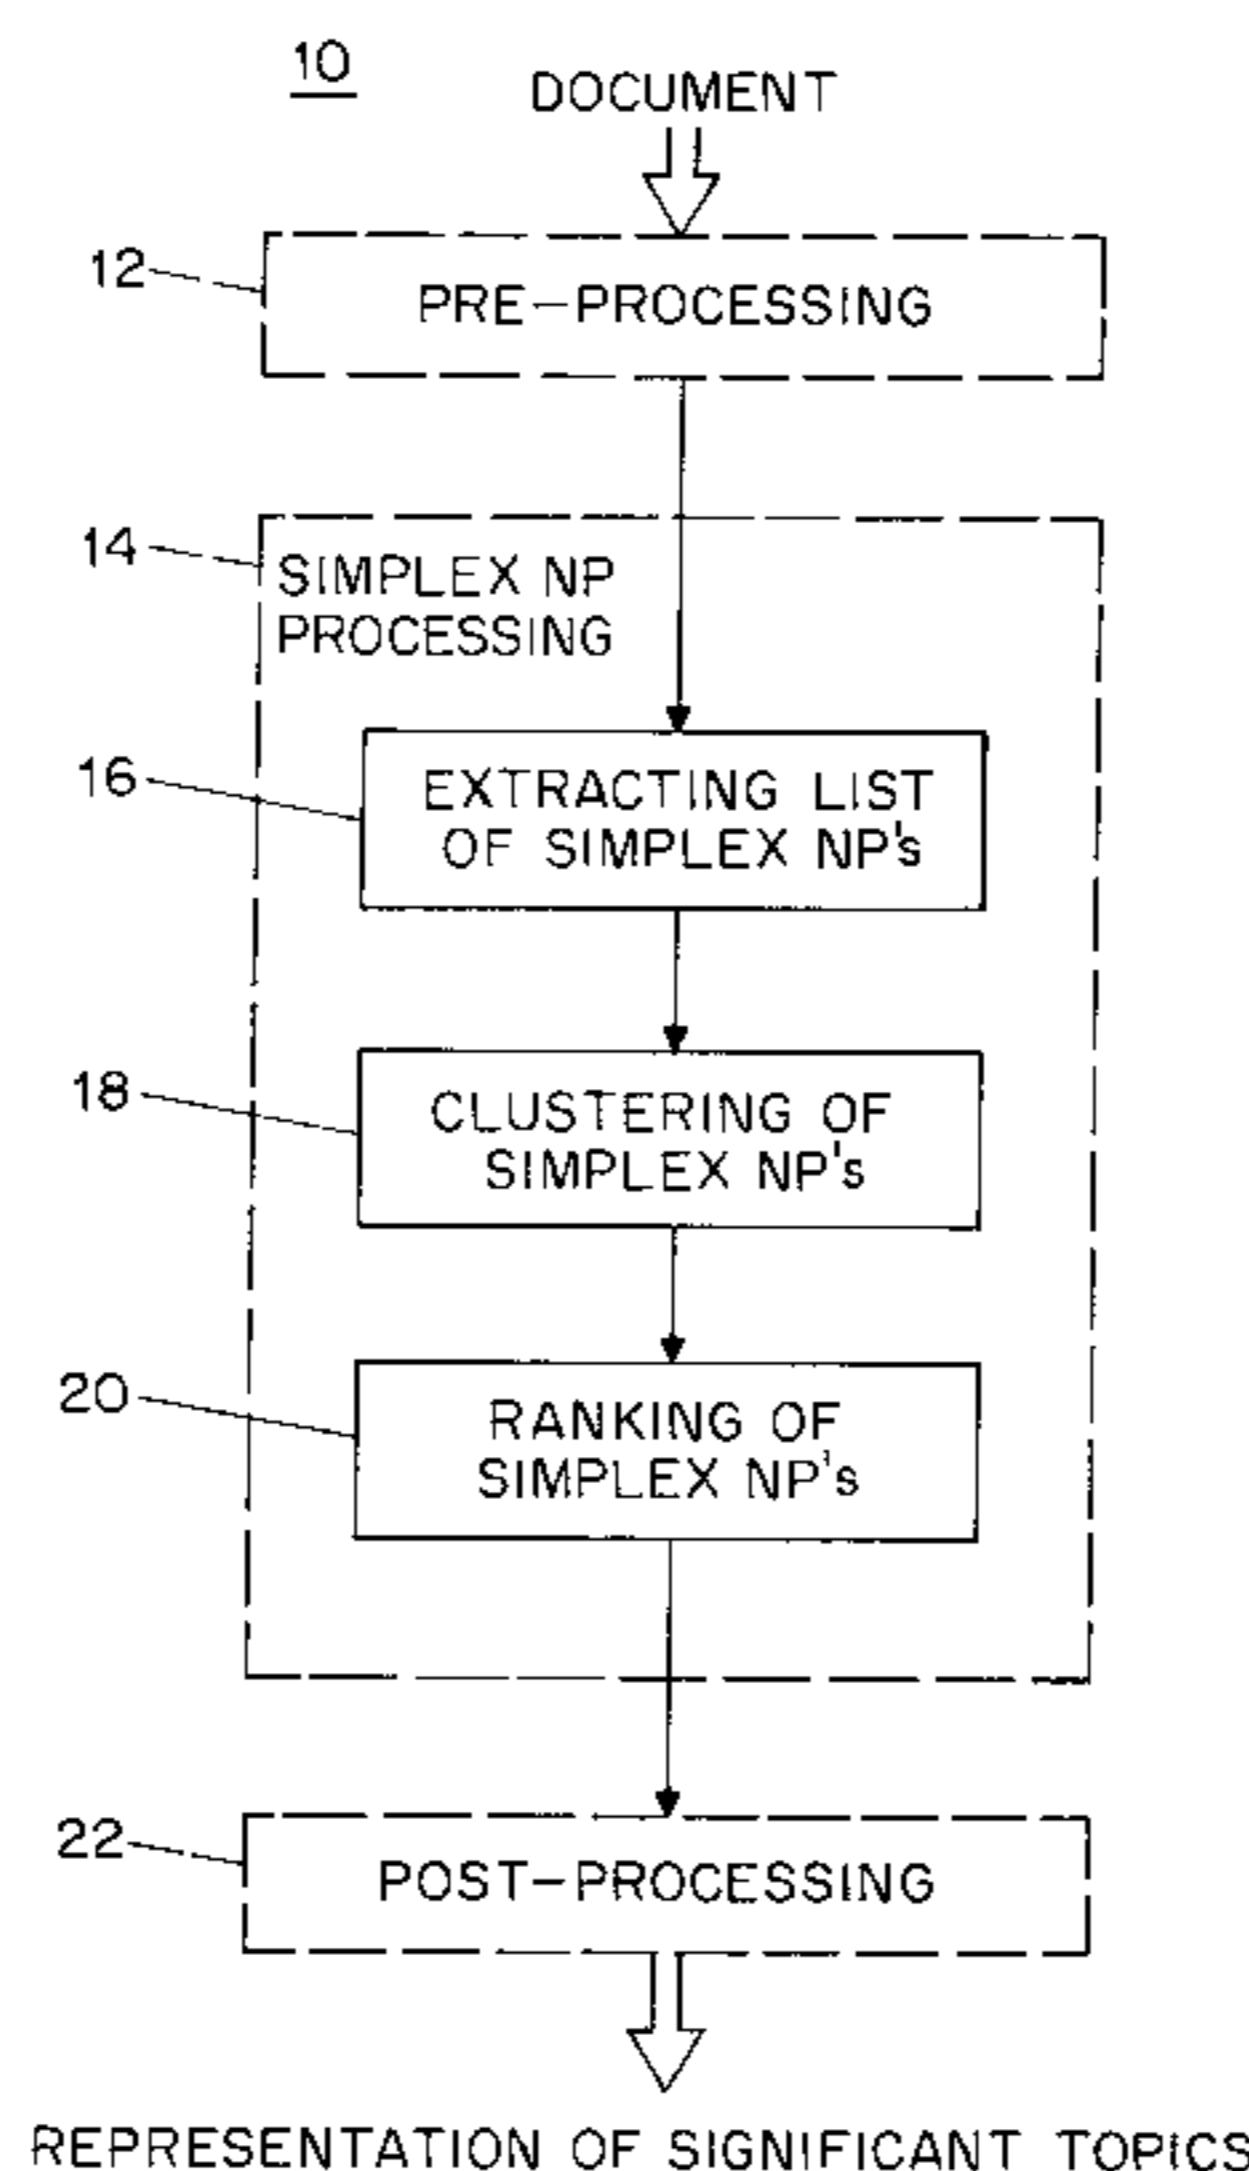 10
DOCUMENT
12
PRE-PROCESSING
14
SIMPLEX NP
PROCESSING
16
EXTRACTING LIST
OF SIMPLEX NP's
18
CLUSTERING OF
SIMPLEX NP's
20
RANKING OF
SIMPLEX NP's
22
POST-PROCESSING
REPRESENTATION OF SIGNIFICANT TOPICS